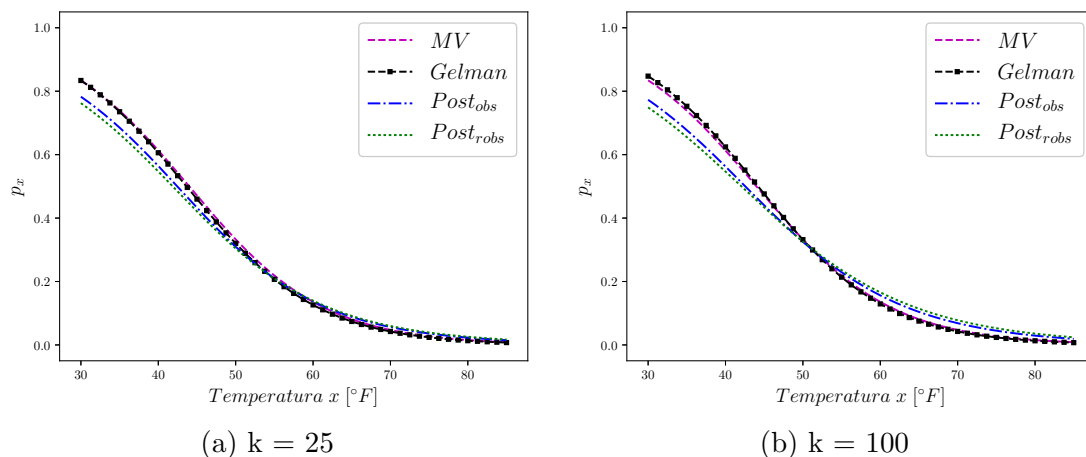 1.0
0.8
0.6
0.4
0.2
0.0
p_x
30 40 50 60 70 80
Temperatura x [°F]
MV
Gelman
Post_obs
Post_robs
(a) k = 25
1.0
0.8
0.6
0.4
0.2
0.0
p_x
30 40 50 60 70 80
Temperatura x [°F]
MV
Gelman
Post_obs
Post_robs
(b) k = 100